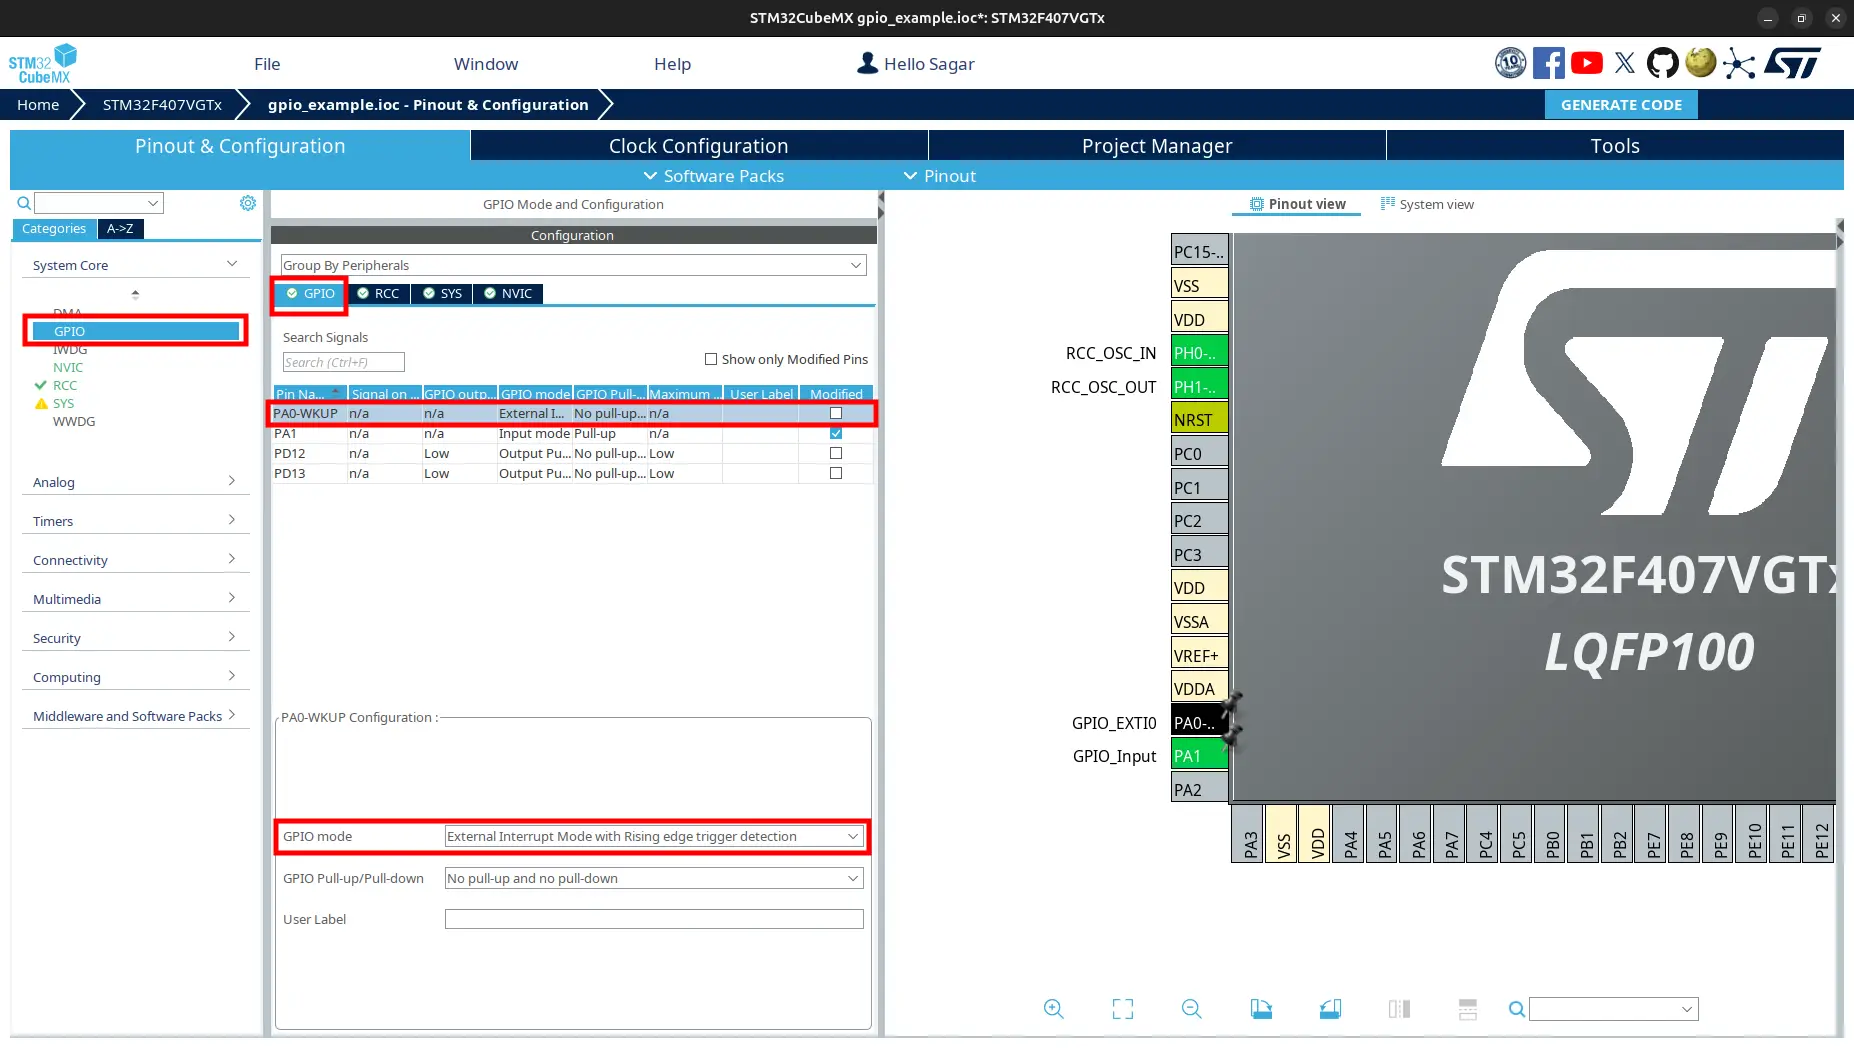 STM32CubeMX gpio_example.ioc*: STM32F407VGTx
STM32
CubeMX
File
Window
Help
Hello Sagar
10
Home
STM32F407VGTx
gpio_example.ioc - Pinout & Configuration
GENERATE CODE
Pinout & Configuration
Clock Configuration
Project Manager
Tools
Software Packs
Pinout
Categories
A->Z
System Core
DMA
GPIO
IWDG
NVIC
RCC
SYS
WWDG
Analog
Timers
Connectivity
Multimedia
Security
Computing
Middleware and Software Packs
GPIO Mode and Configuration
Configuration
Group By Peripherals
GPIO
RCC
SYS
NVIC
Search Signals
Search (Ctrl+F)
Show only Modified Pins
Pin Na... Signal on ... GPIO outp... GPIO mode GPIO Pull-... Maximum ... User Label Modified
PA0-WKUP n/a n/a External I... No pull-up... n/a
PA1 n/a n/a Input mode Pull-up n/a
PD12 n/a Low Output Pu... No pull-up... Low
PD13 n/a Low Output Pu... No pull-up... Low
PA0-WKUP Configuration :
GPIO mode External Interrupt Mode with Rising edge trigger detection
GPIO Pull-up/Pull-down No pull-up and no pull-down
User Label
Pinout view
System view
PC15-..
VSS
VDD
RCC_OSC_IN PH0-..
RCC_OSC_OUT PH1-..
NRST
PC0
PC1
PC2
PC3
VDD
VSSA
VREF+
VDDA
GPIO_EXTI0 PA0-..
GPIO_Input PA1
PA2
STM32F407VGTx
LQFP100
PA3
VSS
VDD
PA4
PA5
PA6
PA7
PC4
PC5
PB0
PB1
PB2
PE7
PE8
PE9
PE10
PE11
PE12